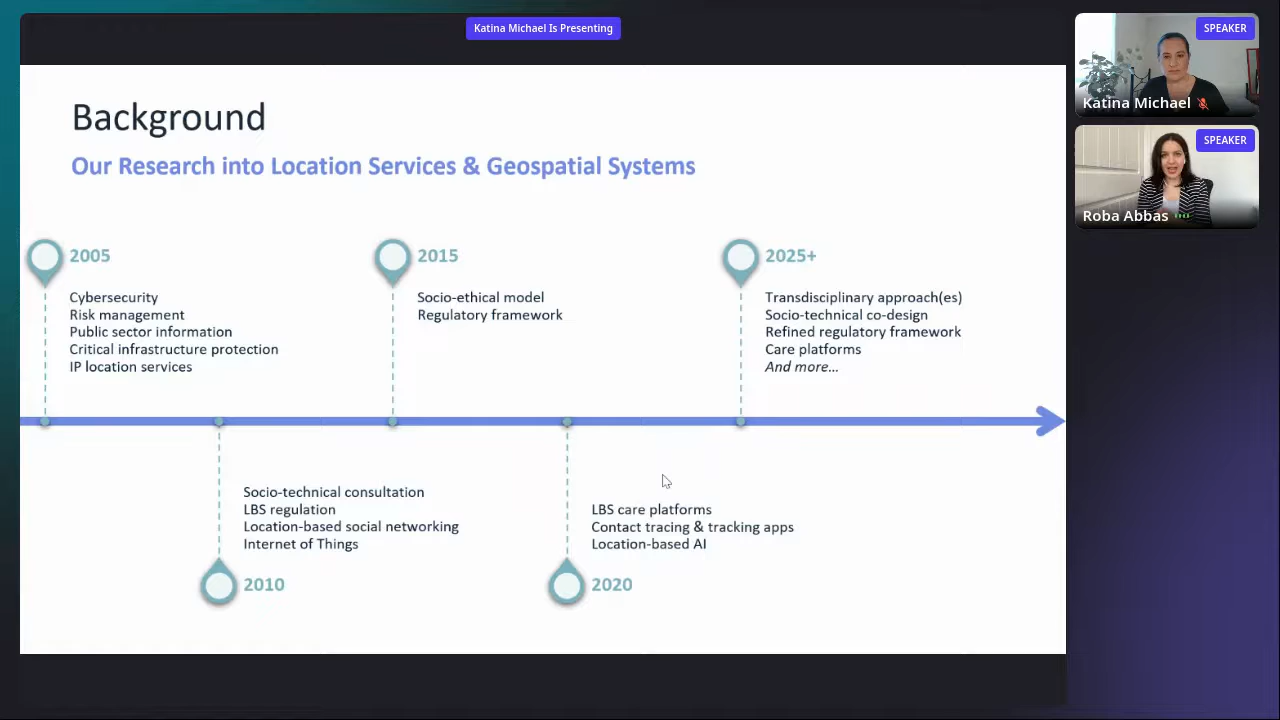 Katina Michael Is Presenting
Background
Our Research into Location Services & Geospatial Systems
2005
Cybersecurity
Risk management
Public sector information
Critical infrastructure protection
IP location services
2015
Socio-ethical model
Regulatory framework
2025+
Transdisciplinary approach(es)
Socio-technical co-design
Refined regulatory framework
Care platforms
And more...
Socio-technical consultation
LBS regulation
Location-based social networking
Internet of Things
2010
LBS care platforms
Contact tracing & tracking apps
Location-based AI
2020
SPEAKER
Katina Michael
SPEAKER
Roba Abbas